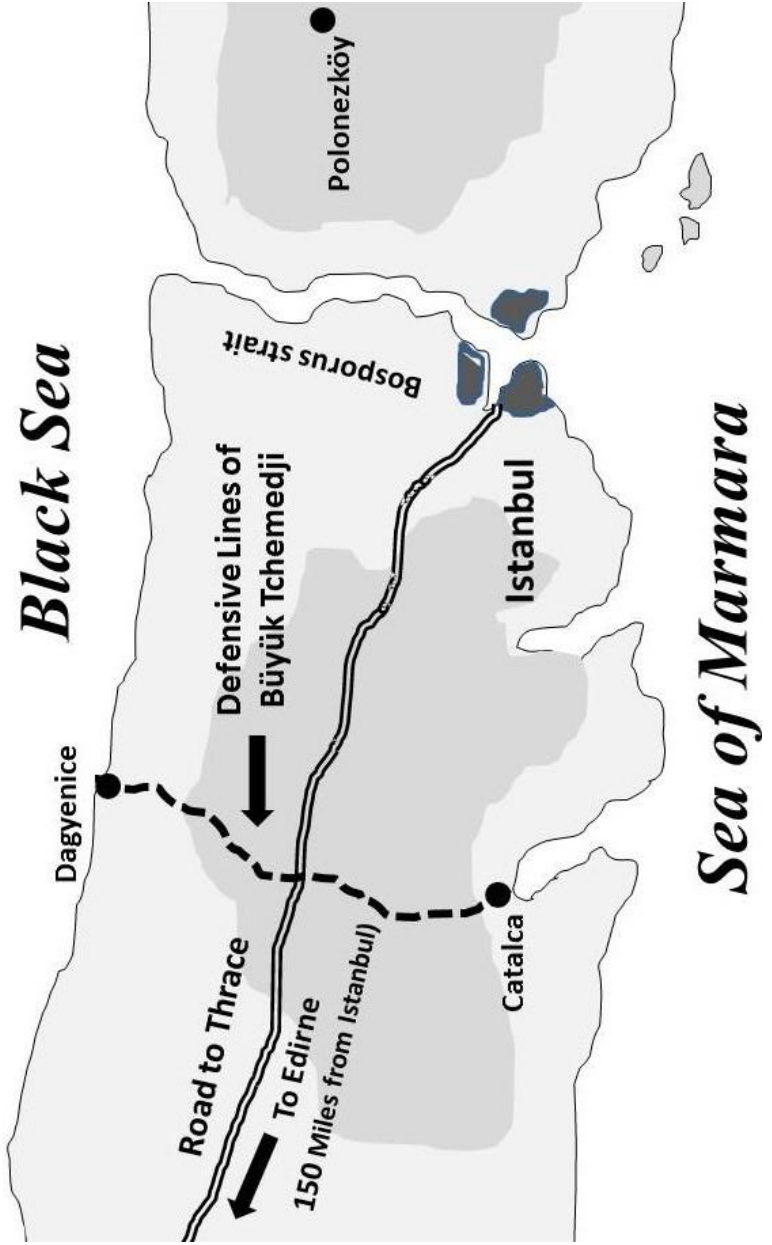 Black Sea
Dagyenice
Defensive Lines of
Büyük Tchemedji
Bosporus strait
Polonezköy
Road to Thrace
To Edirne
150 Miles from Istanbul)
Istanbul
Catalca
Sea of Marmara